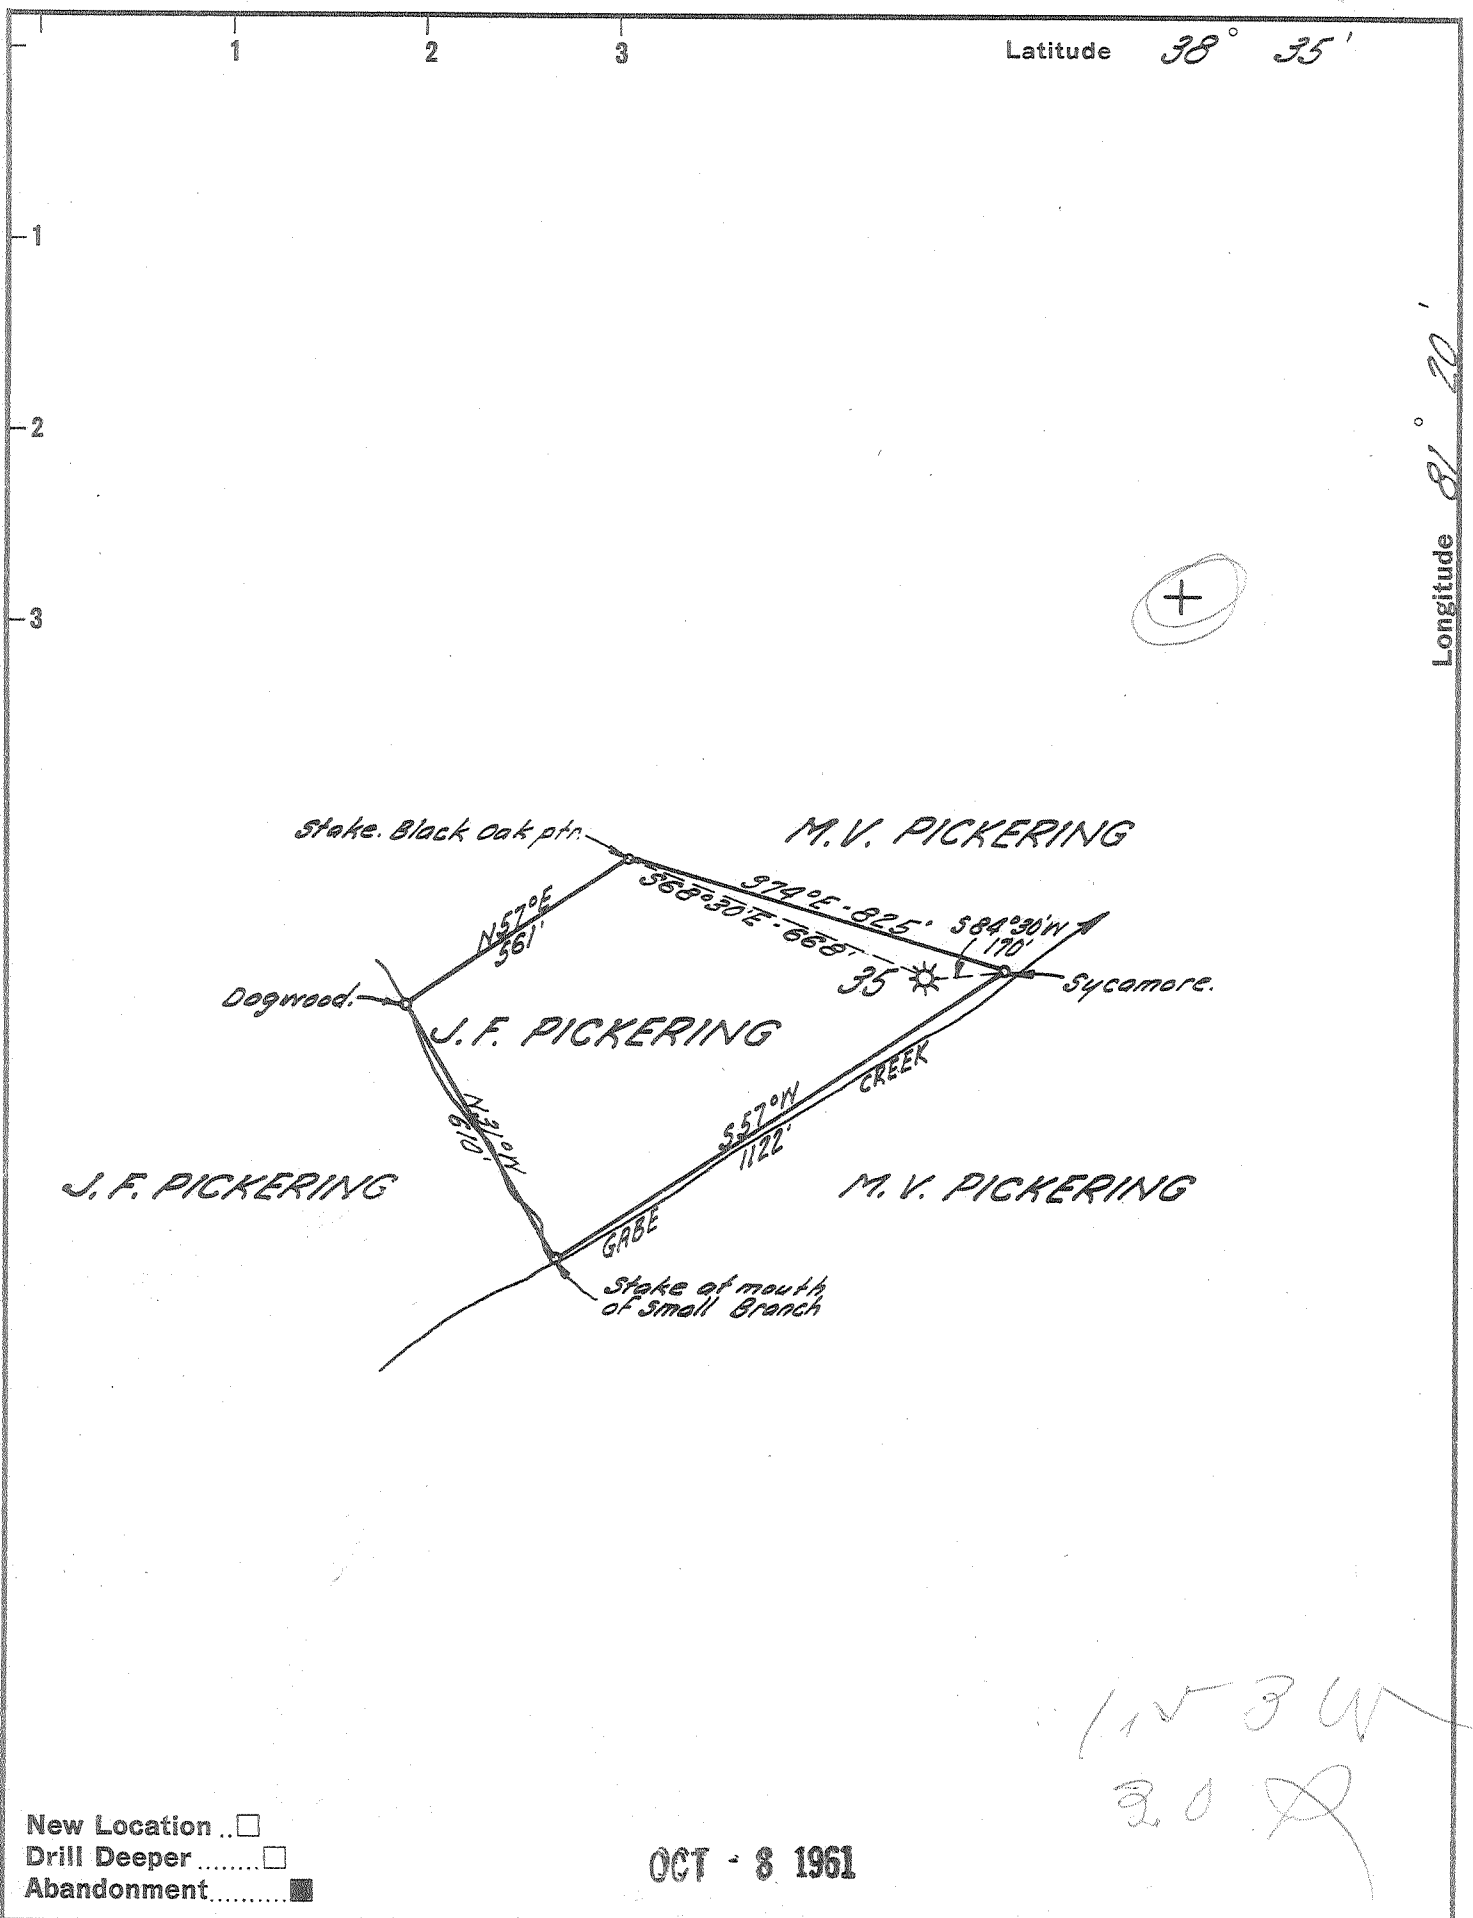 1 2 3 Latitude 38° 35'
1
2
3
Longitude 81° 20'
Stake. Black Oak ptr.
M.V. PICKERING
N57°E
561'
S74°E - 825'
S68°30'E - 668'
S84°30'W
170'
35
Sycamore.
Dogwood.
J.F. PICKERING
CREEK
S57°W
1122'
N31°W
610'
J.F. PICKERING
M.V. PICKERING
GABE
Stake at mouth
of Small Branch
New Location ..
Drill Deeper ........
Abandonment ..........
OCT - 8 1961